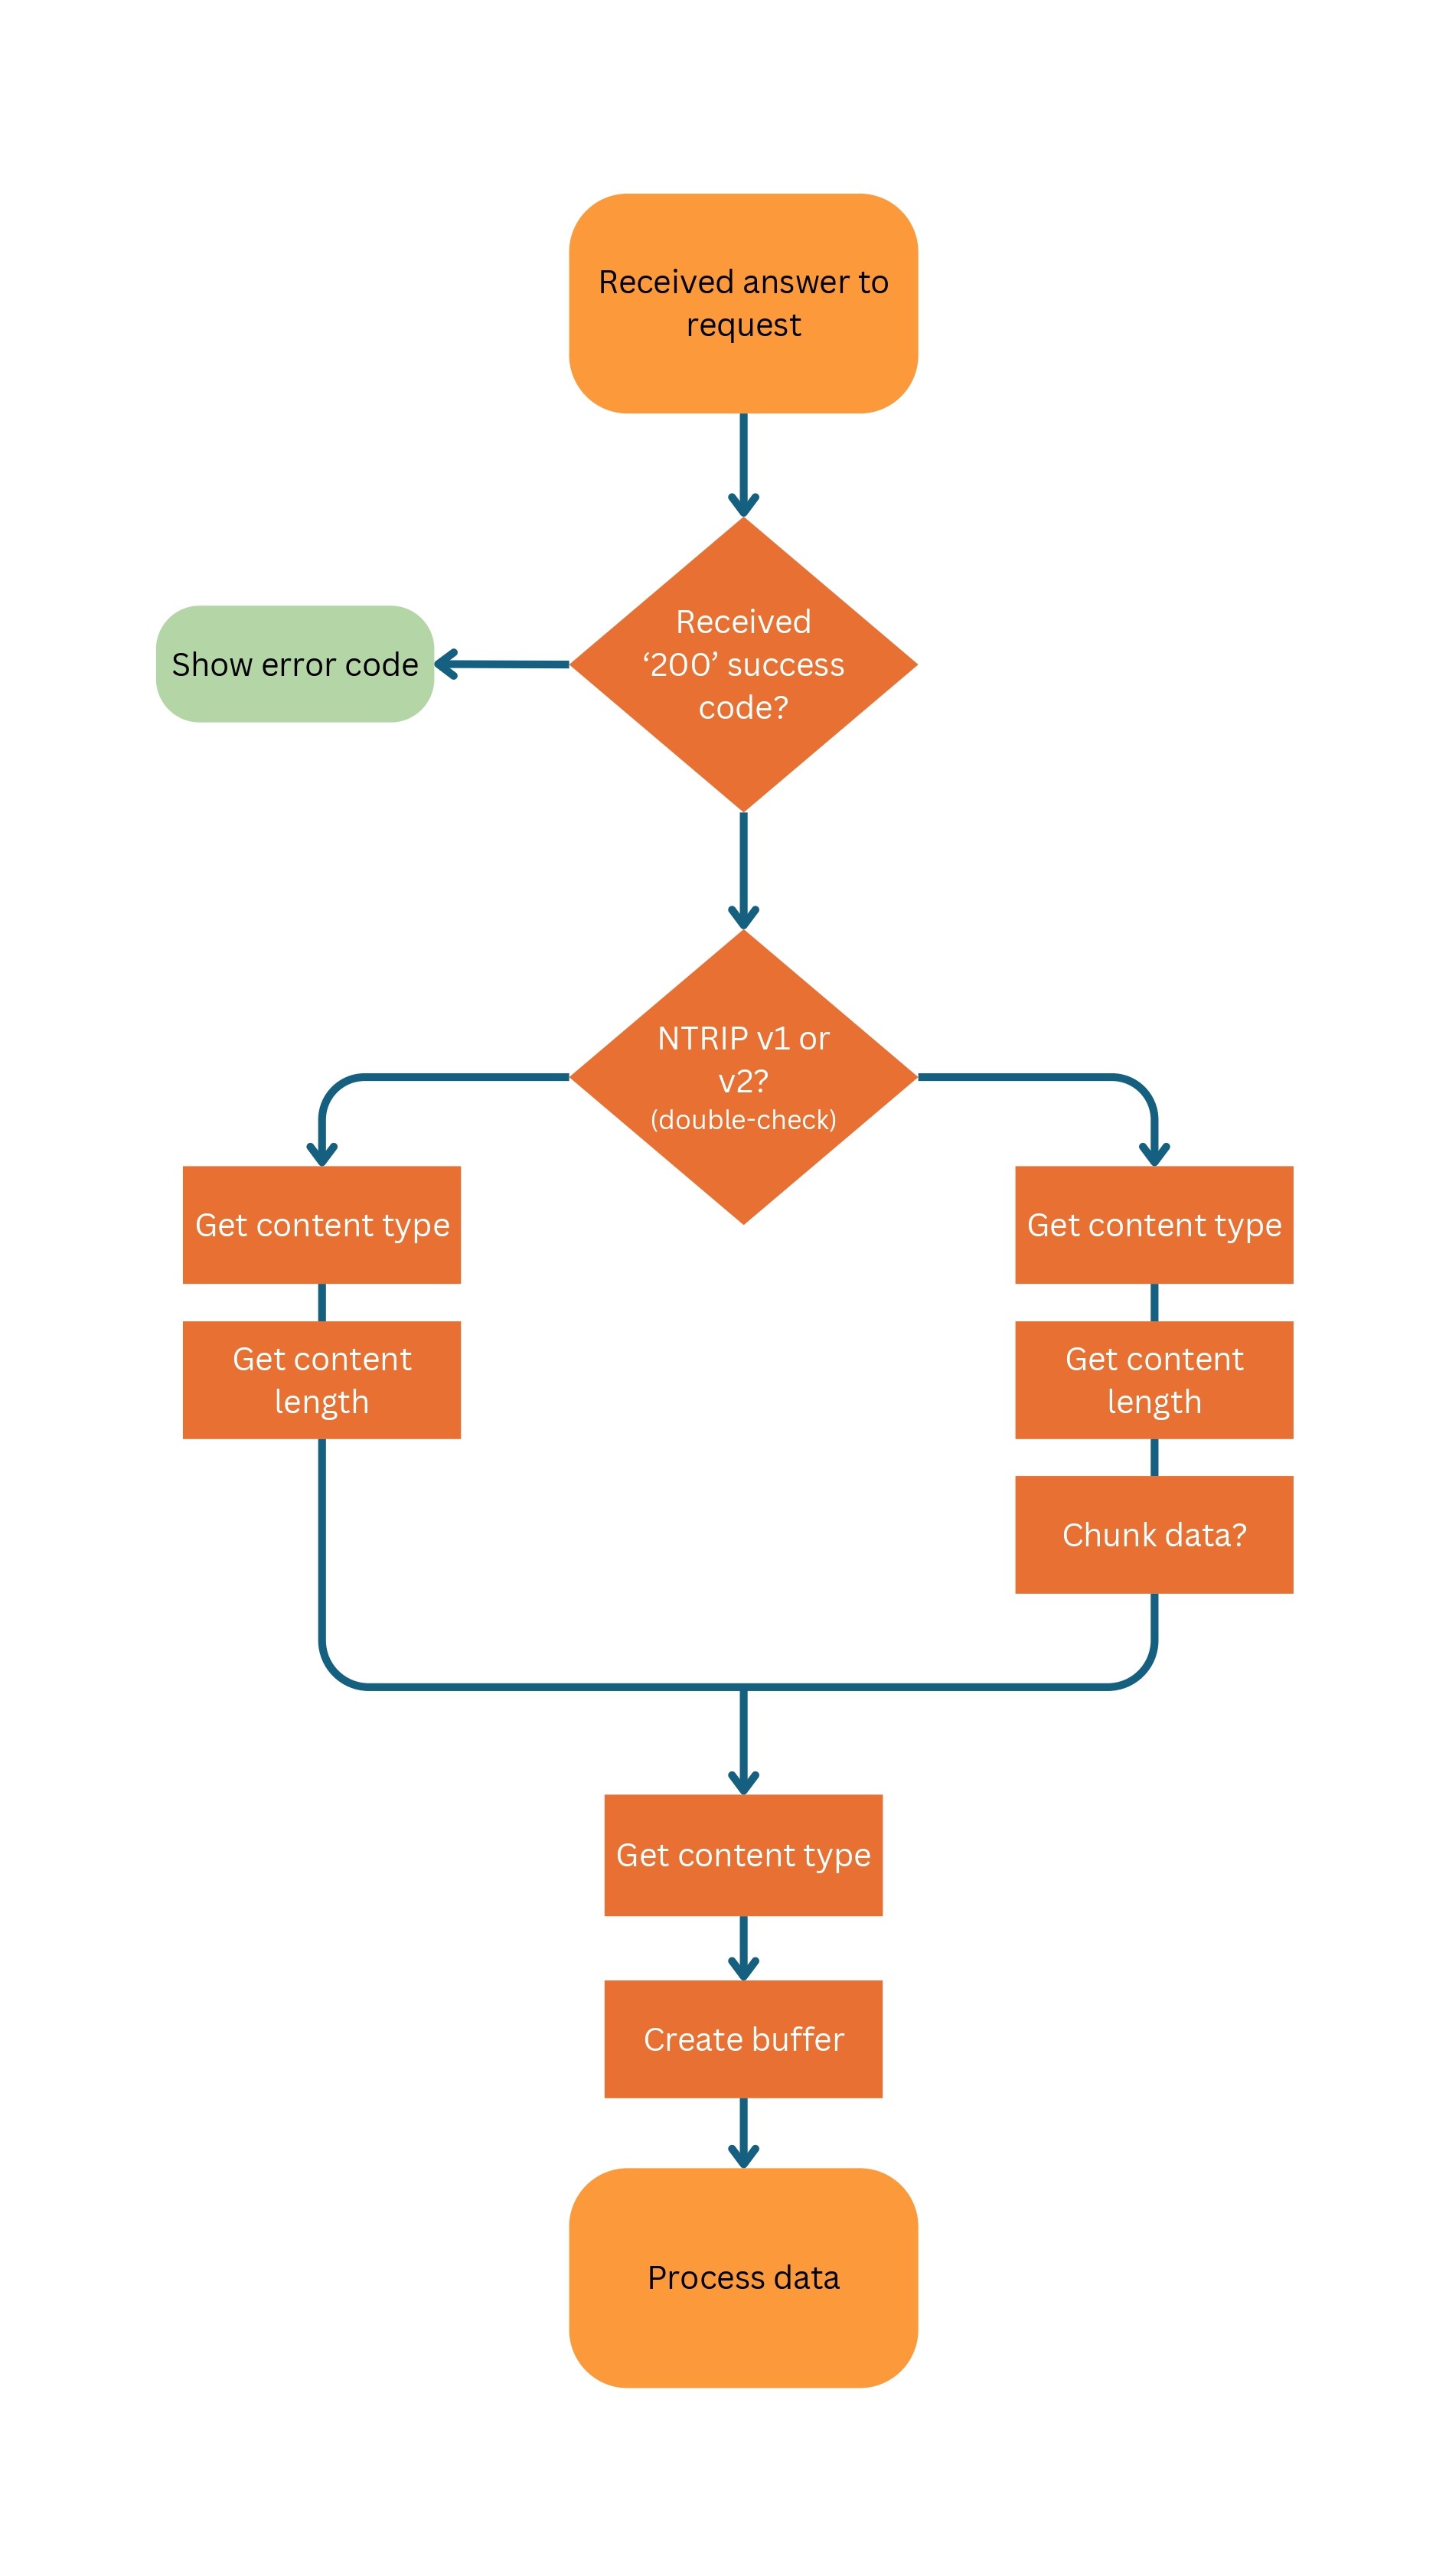 Received answer to
request
Received
‘200’ success
code?
Show error code
NTRIP v1 or
v2?
(double-check)
Get content type
Get content
length
Get content type
Get content
length
Chunk data?
Get content type
Create buffer
Process data